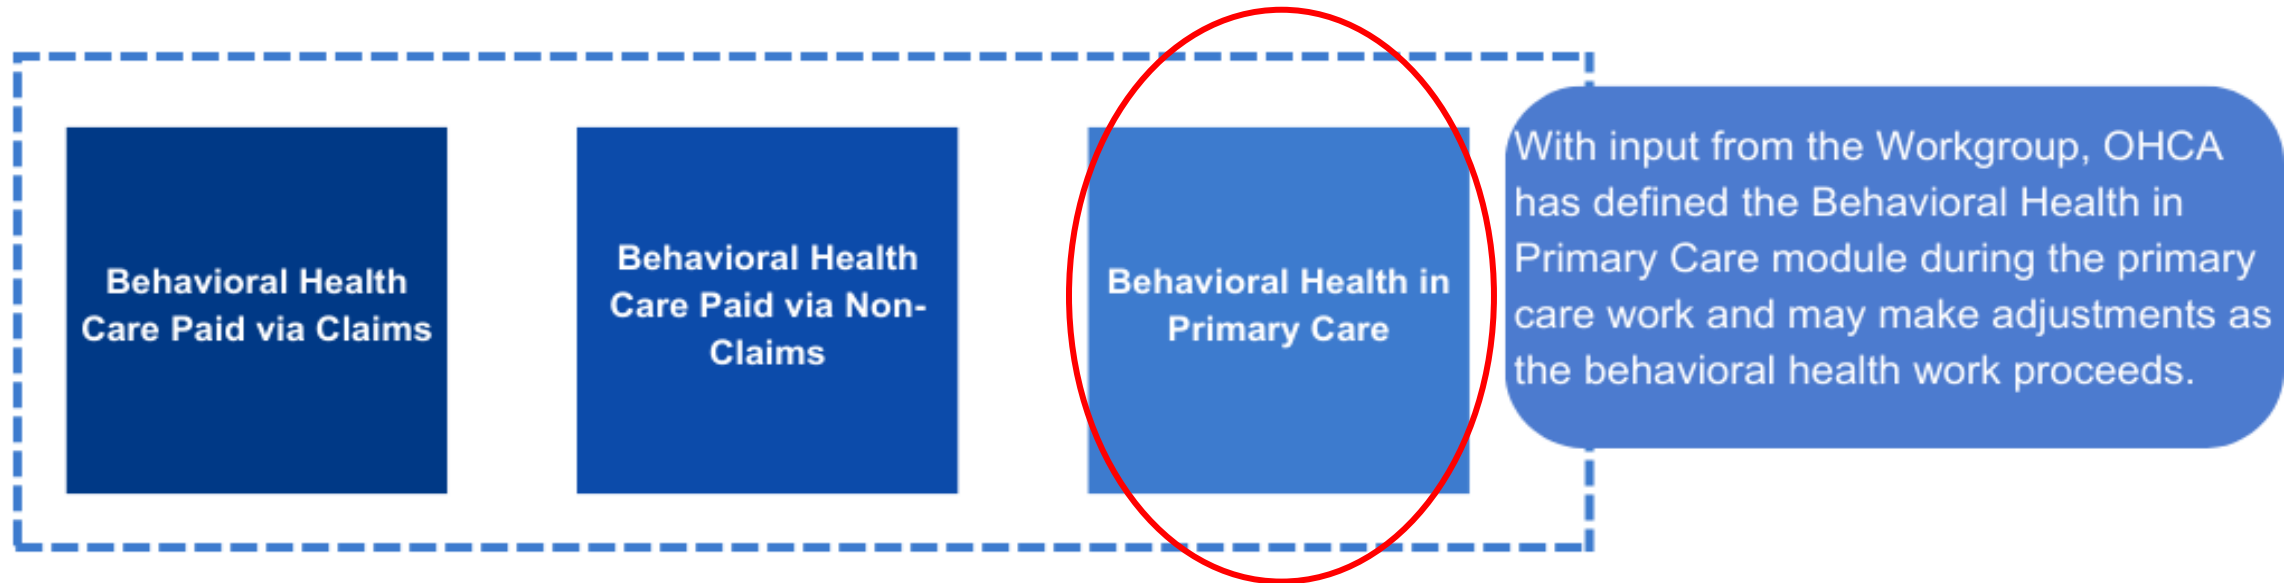 Behavioral Health
Care Paid via Claims
Behavioral Health
Care Paid via Non-
Claims
Behavioral Health in
Primary Care
With input from the Workgroup, OHCA
has defined the Behavioral Health in
Primary Care module during the primary
care work and may make adjustments as
the behavioral health work proceeds.